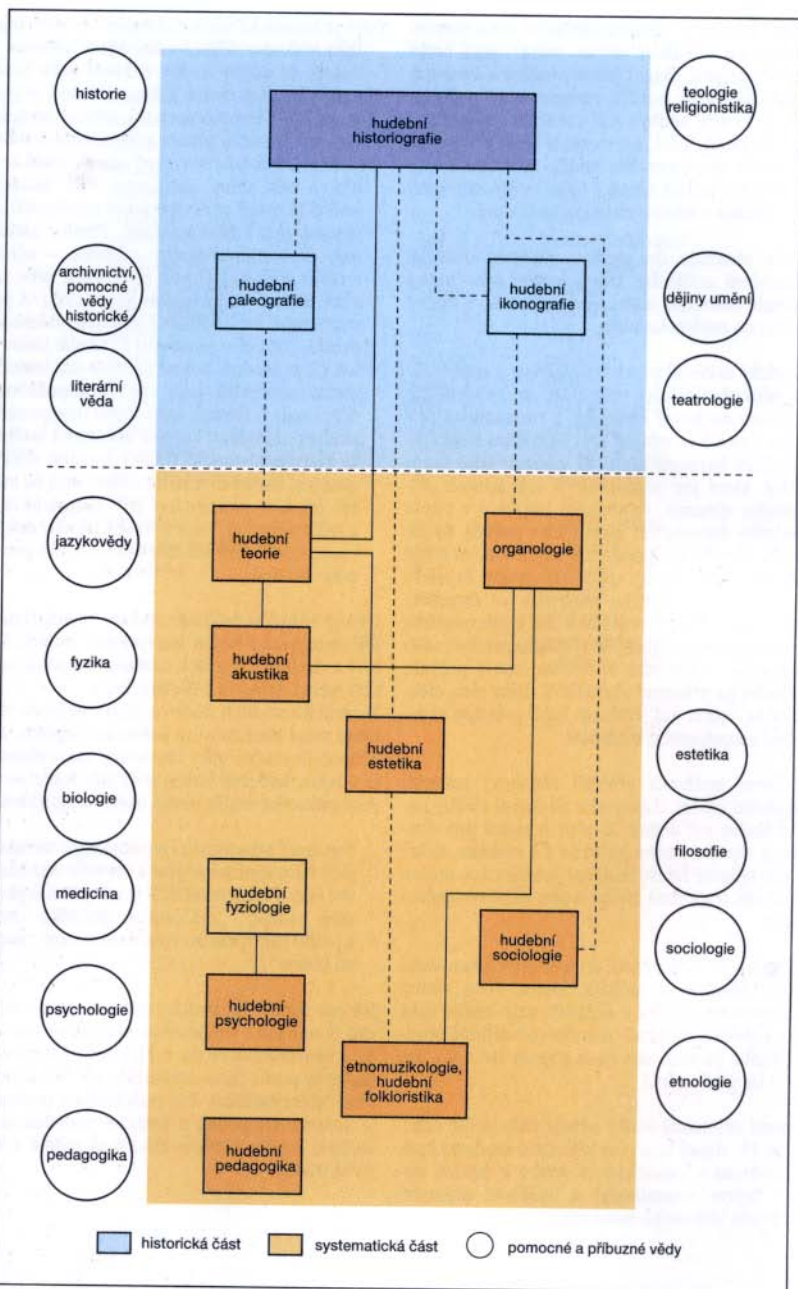 historie
hudební
historiografie
teologie
religionistika
archivnictví,
pomocné
vědy
historické
hudební
paleografie
hudební
ikonografie
dějiny umění
literární
věda
teatrologie
jazykovědy
hudební
teorie
organologie
fyzika
hudební
akustika
hudební
estetika
estetika
biologie
filosofie
medicína
hudební
fyziologie
hudební
sociologie
sociologie
psychologie
hudební
psychologie
etnomuzikologie,
hudební
folkloristika
etnologie
pedagogika
hudební
pedagogika
historická část
systematická část
pomocné a příbuzné vědy